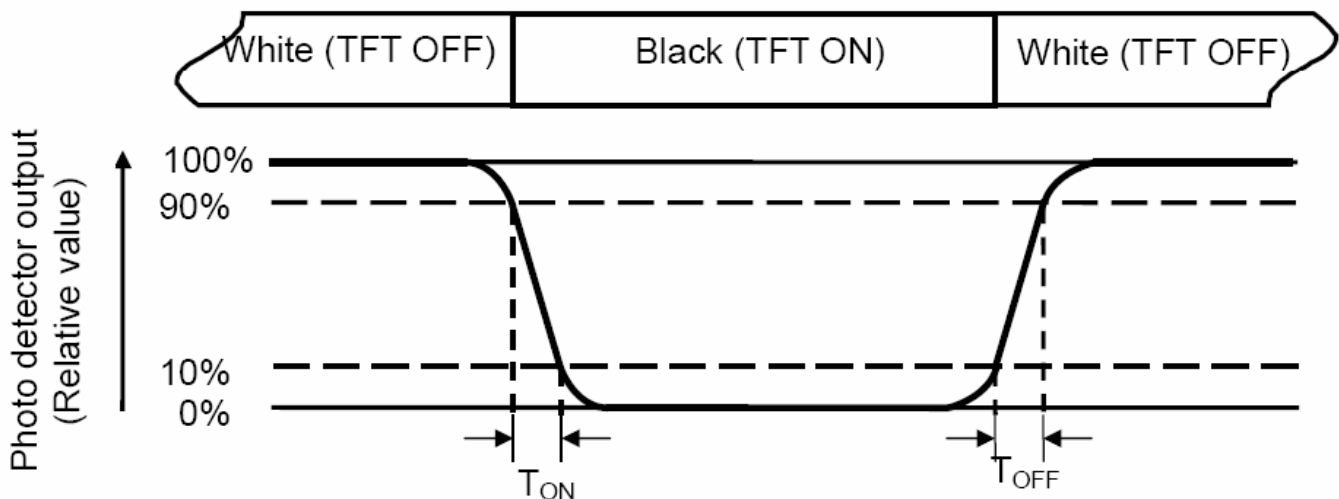 White (TFT OFF)
Black (TFT ON)
White (TFT OFF)
Photo detector output
(Relative value)
100%
90%
10%
0%
TON
TOFF